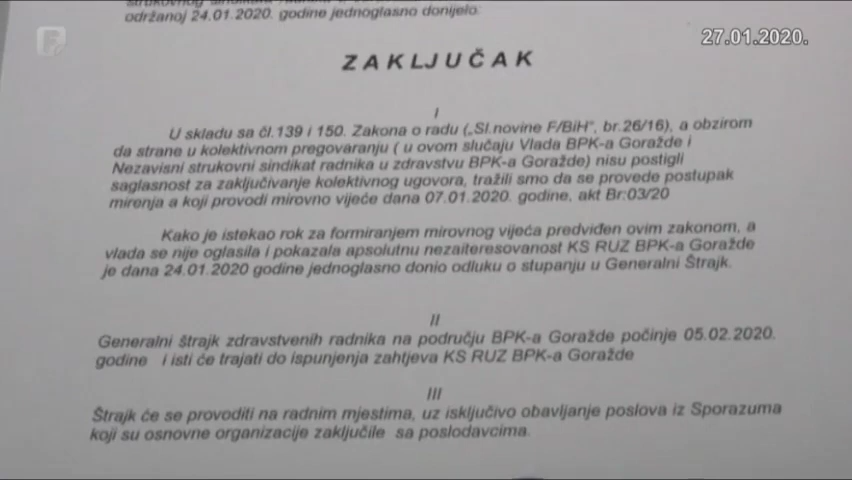 strukovnog sindikata
održanoj 24.01.2020. godine jednoglasno donijelo:
27.01.2020.
ZAKLJUČAK
I
U skladu sa čl.139 i 150. Zakona o radu („Sl.novine F/BiH“, br.26/16), a obzirom
da strane u kolektivnom pregovaranju ( u ovom slučaju Vlada BPK-a Goražde i
Nezavisni strukovni sindikat radnika u zdravstvu BPK-a Goražde) nisu postigli
saglasnost za zaključivanje kolektivnog ugovora, tražili smo da se provede postupak
mirenja a koji provodi mirovno vijeće dana 07.01.2020. godine, akt Br:03/20
Kako je istekao rok za formiranjem mirovnog vijeća predviđen ovim zakonom, a
vlada se nije oglasila i pokazala apsolutnu nezaiteresovanost KS RUZ BPK-a Goražde
je dana 24.01.2020 godine jednoglasno donio odluku o stupanju u Generalni Štrajk.
II
Generalni štrajk zdravstvenih radnika na području BPK-a Goražde počinje 05.02.2020.
godine i isti će trajati do ispunjenja zahtjeva KS RUZ BPK-a Goražde
III
Štrajk će se provoditi na radnim mjestima, uz isključivo obavljanje poslova iz Sporazuma
koji su osnovne organizacije zaključile sa poslodavcima.